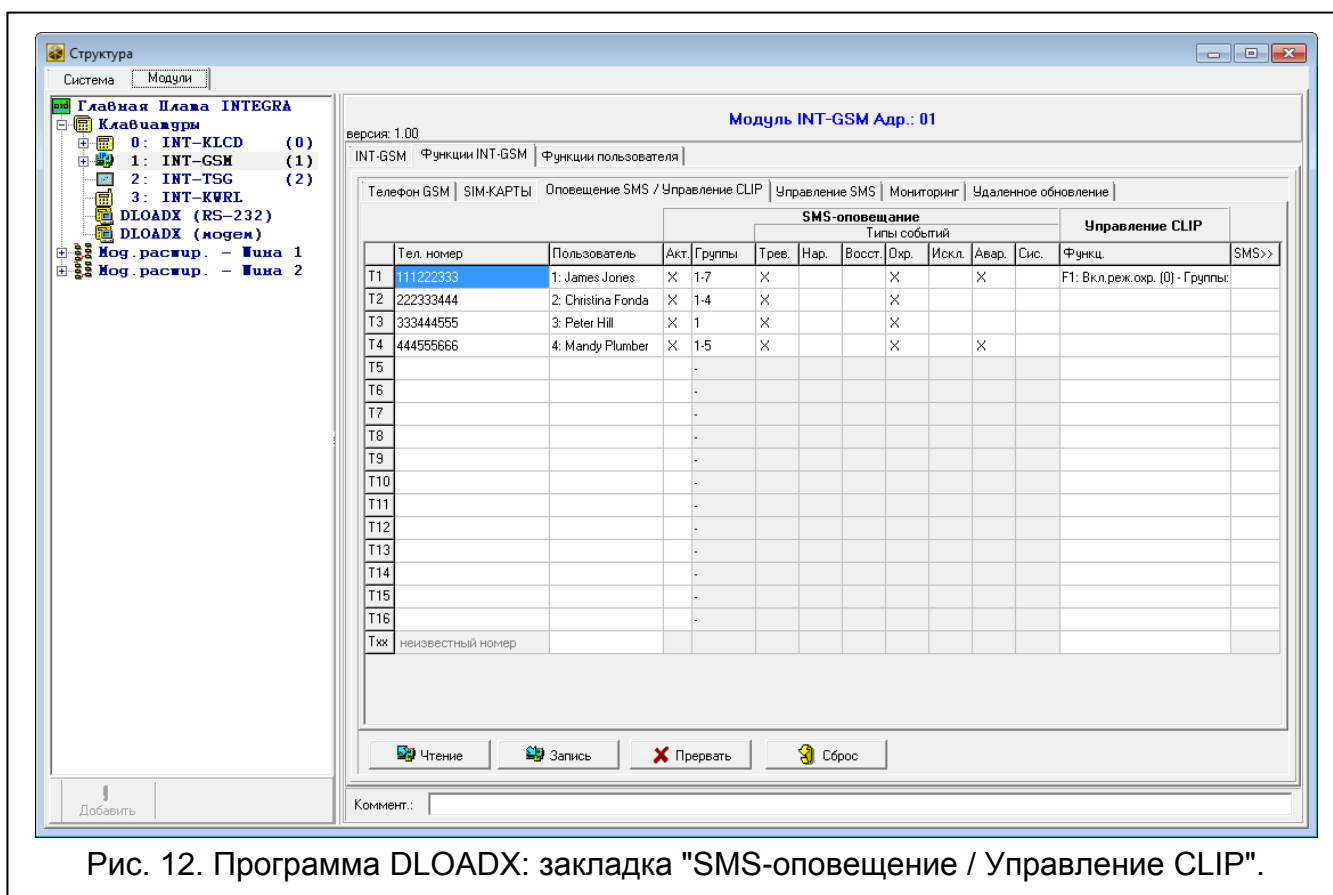 Структура
Система Модули
Главная Плата INTEGRA
Клавиатуры
0: INT-KLCD (0)
1: INT-GSM (1)
2: INT-TSG (2)
3: INT-KWRL
DLOADX (RS-232)
DLOADX (модем)
Мод.расшир. - Шина 1
Мод.расшир. - Шина 2
Добавить
Модуль INT-GSM Адр.: 01
версия: 1.00
INT-GSM Функции INT-GSM Функции пользователя
Телефон GSM SIM-КАРТЫ Оповещение SMS / Управление CLIP Управление SMS Мониторинг Удаленное обновление
SMS-оповещание
Типы событий
Управление CLIP
Тел. номер Пользователь Акт. Группы Трев. Нар. Восст. Охр. Искл. Авар. Сис. Функц. SMS>>
T1 111222333 1: James Jones X 1-7 X X X F1: Вкл.реж.охр. (0) - Группы:
T2 222333444 2: Christina Fonda X 1-4 X X
T3 333444555 3: Peter Hill X 1 X X
T4 444555666 4: Mandy Plumber X 1-5 X X X
T5 -
T6 -
T7 -
T8 -
T9 -
T10 -
T11 -
T12 -
T13 -
T14 -
T15 -
T16 -
Txx неизвестный номер
Чтение Запись Прервать Сброс
Коммент.:
Рис. 12. Программа DLOADX: закладка "SMS-оповещение / Управление CLIP".